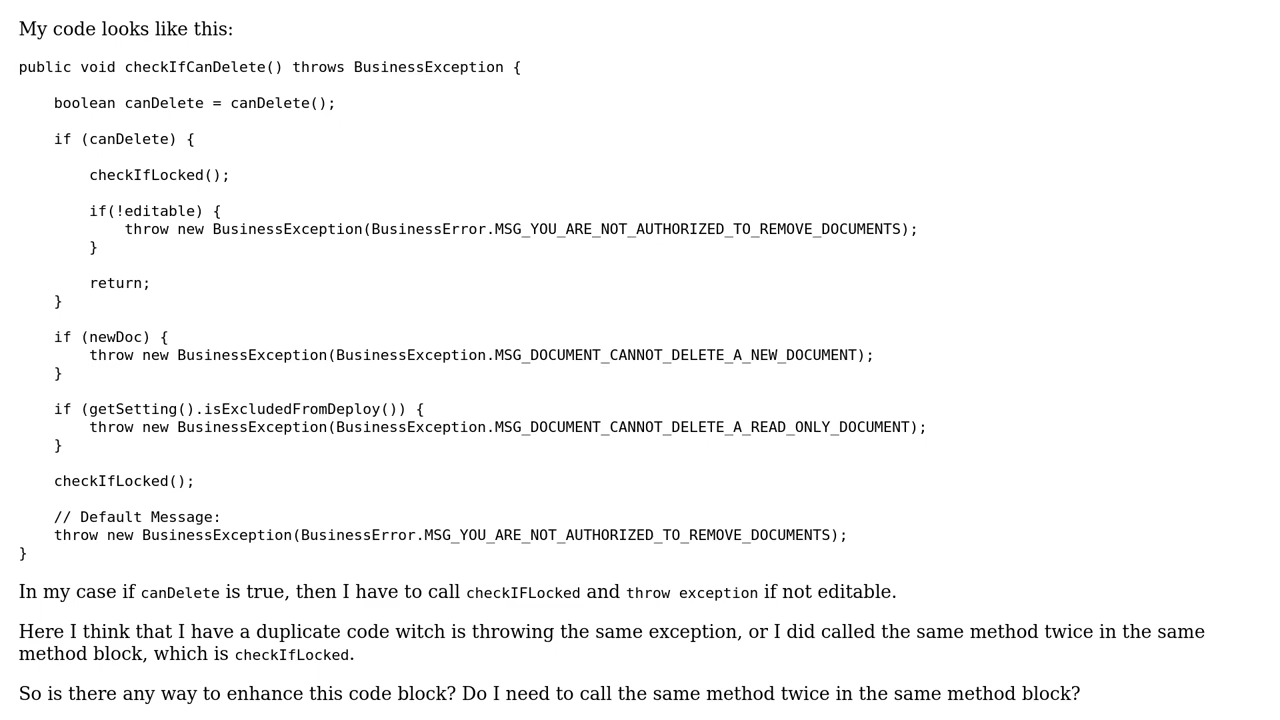 My code looks like this:
public void checkIfCanDelete() throws BusinessException {
boolean canDelete = canDelete();
if (canDelete) {
checkIfLocked();
if(!editable) {
throw new BusinessException(BusinessError.MSG_YOU_ARE_NOT_AUTHORIZED_TO_REMOVE_DOCUMENTS);
}
return;
}
if (newDoc) {
throw new BusinessException(BusinessException.MSG_DOCUMENT_CANNOT_DELETE_A_NEW_DOCUMENT);
}
if (getSetting().isExcludedFromDeploy()) {
throw new BusinessException(BusinessException.MSG_DOCUMENT_CANNOT_DELETE_A_READ_ONLY_DOCUMENT);
}
checkIfLocked();
// Default Message:
throw new BusinessException(BusinessError.MSG_YOU_ARE_NOT_AUTHORIZED_TO_REMOVE_DOCUMENTS);
}
In my case if canDelete is true, then I have to call checkIFLocked and throw exception if not editable.
Here I think that I have a duplicate code witch is throwing the same exception, or I did called the same method twice in the same
method block, which is checkIfLocked.
So is there any way to enhance this code block? Do I need to call the same method twice in the same method block?